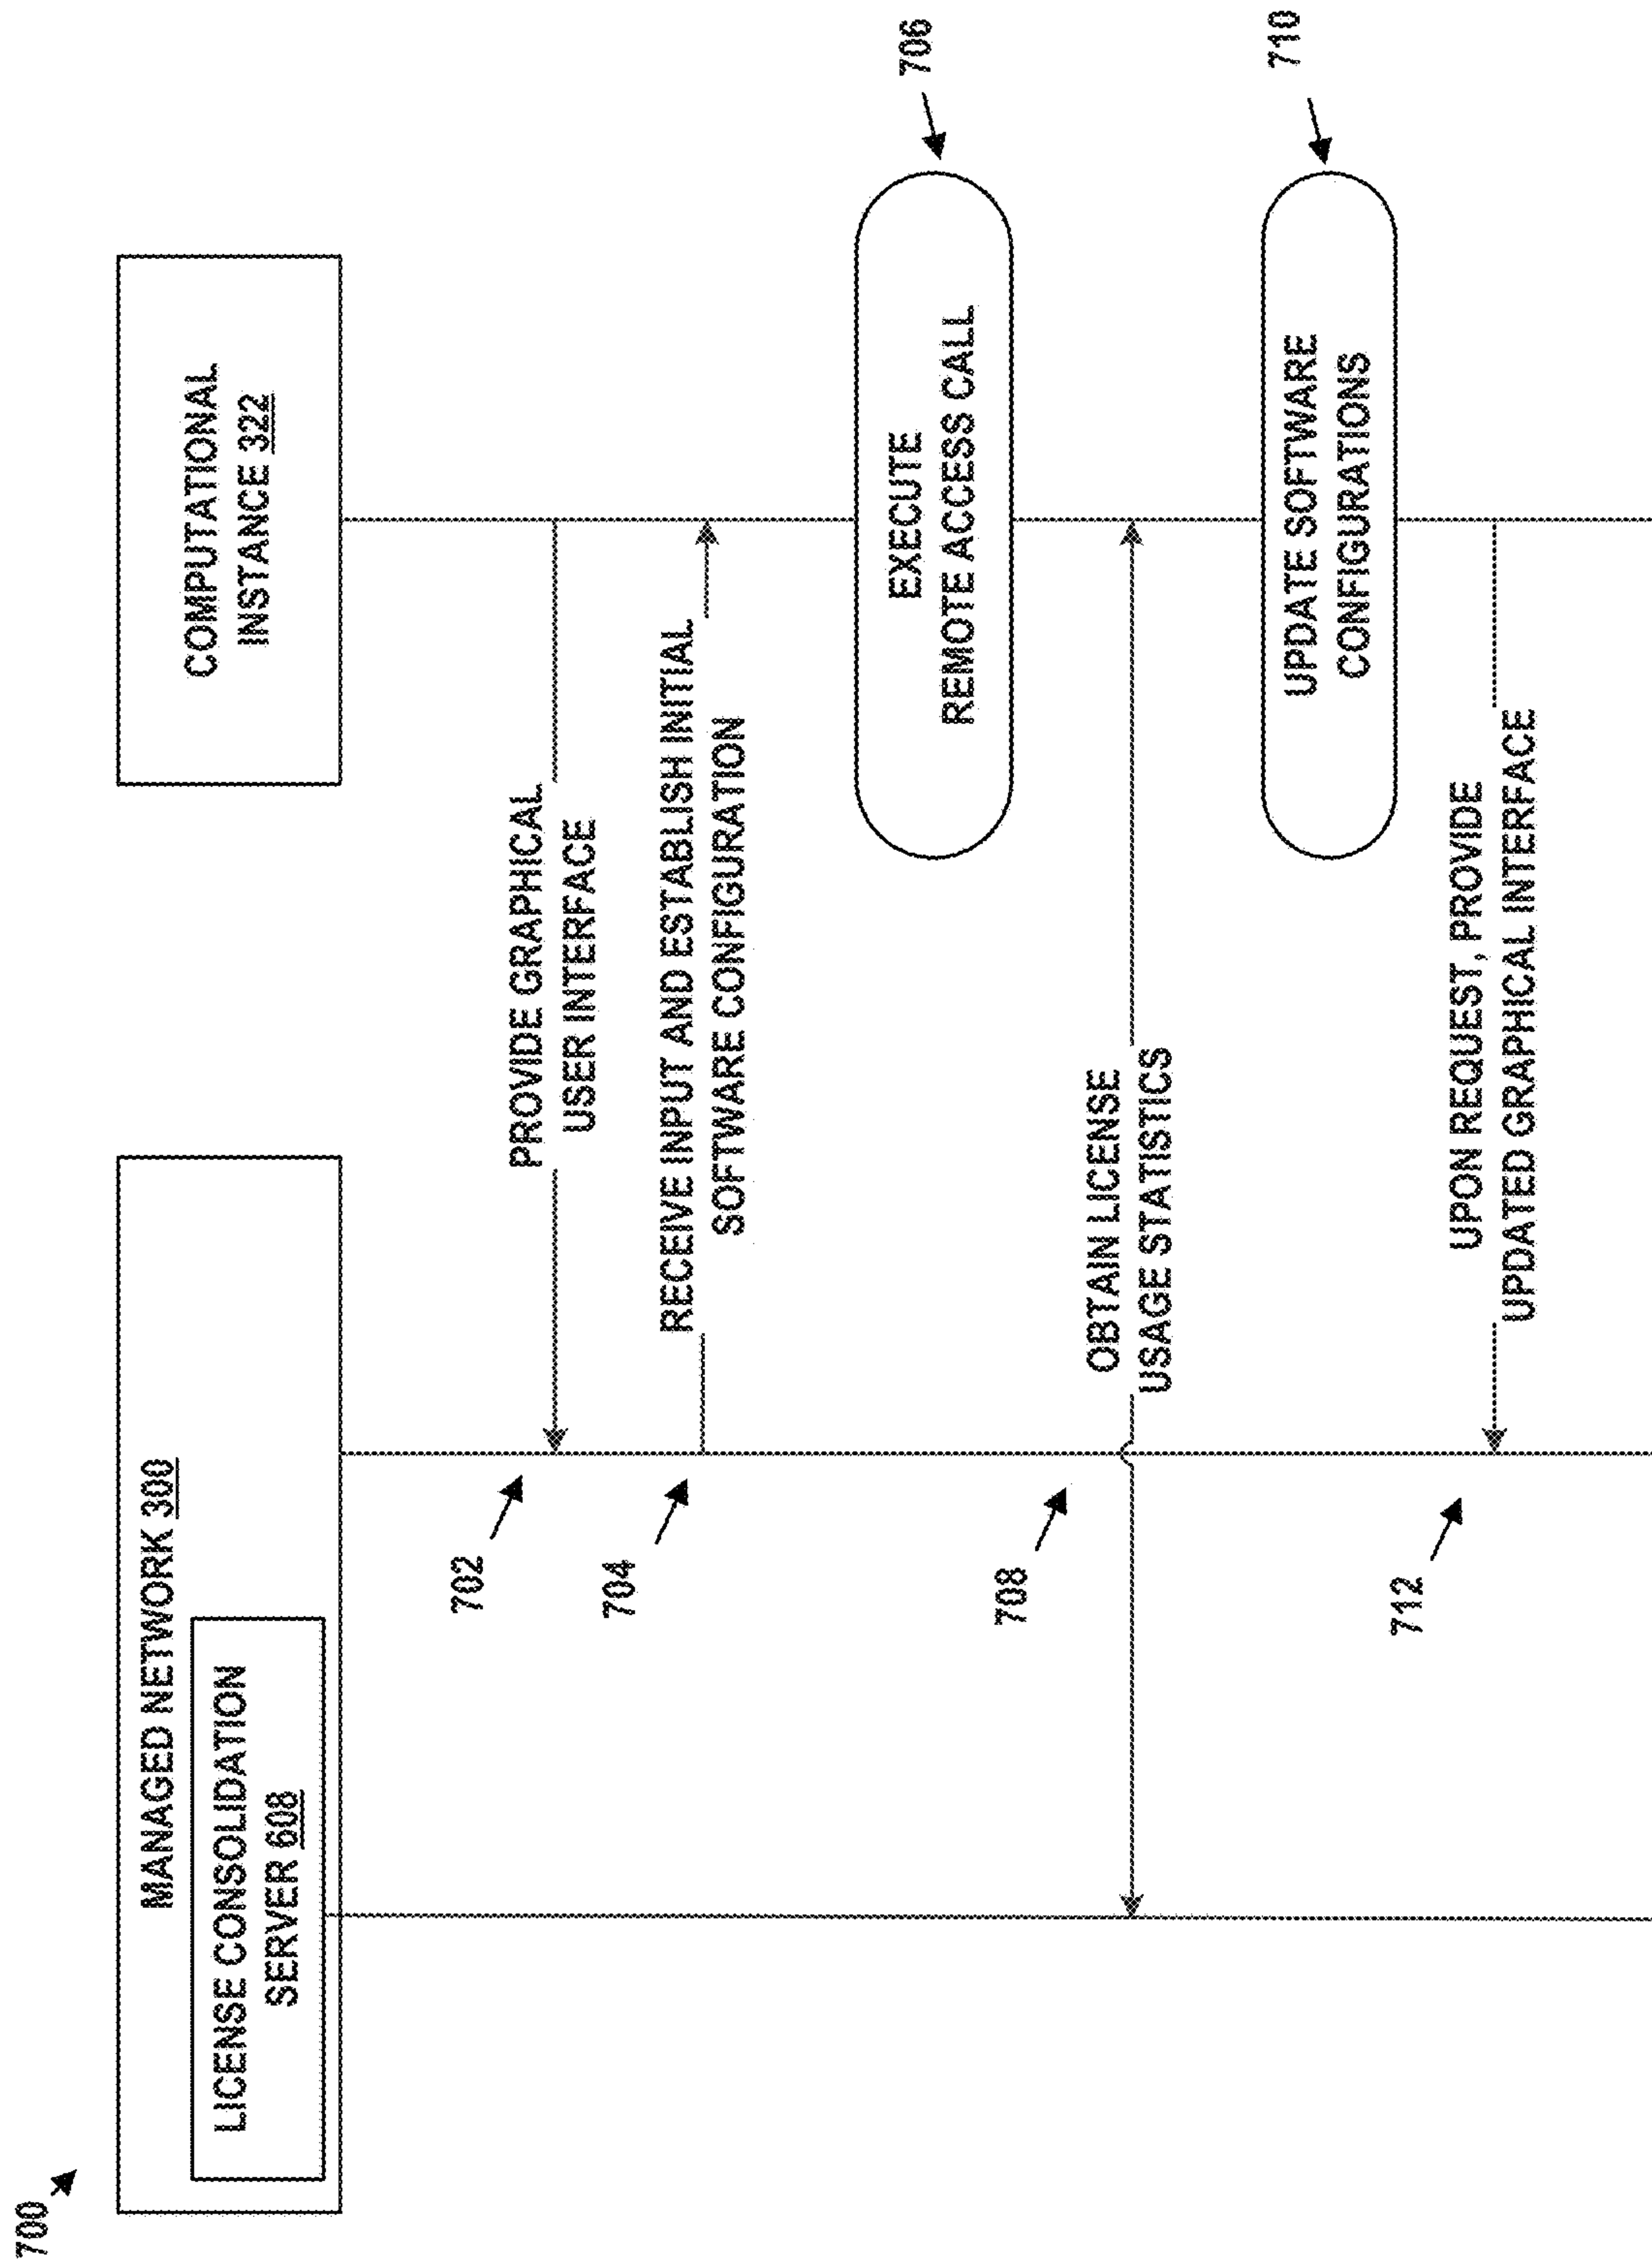 700
MANAGED NETWORK 300
LICENSE CONSOLIDATION
SERVER 608
COMPUTATIONAL
INSTANCE 322
702
PROVIDE GRAPHICAL
USER INTERFACE
704
RECEIVE INPUT AND ESTABLISH INITIAL
SOFTWARE CONFIGURATION
EXECUTE
REMOTE ACCESS CALL
706
708
OBTAIN LICENSE
USAGE STATISTICS
UPDATE SOFTWARE
CONFIGURATIONS
710
712
UPON REQUEST, PROVIDE
UPDATED GRAPHICAL INTERFACE